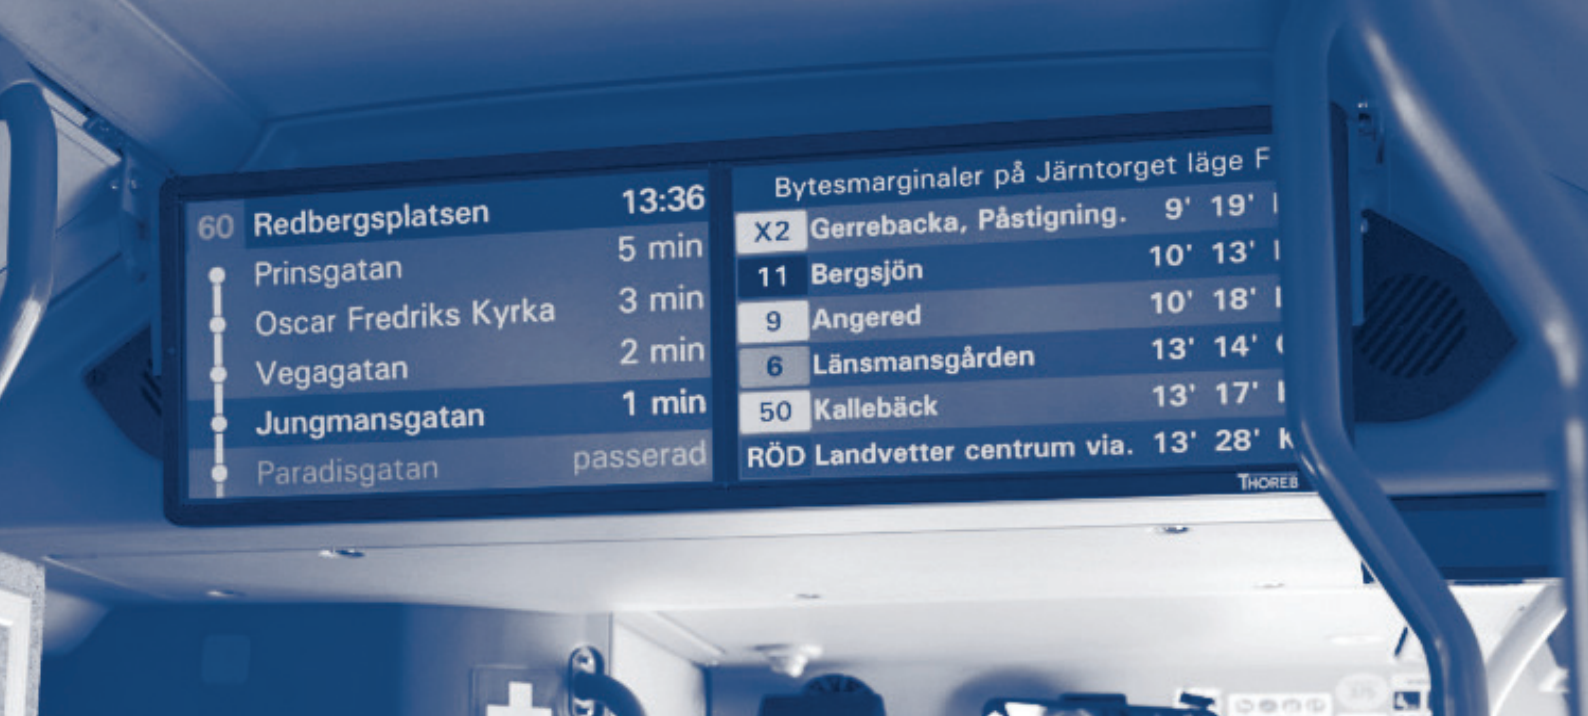 60 Redbergsplatsen 13:36
Prinsgatan 5 min
Oscar Fredriks Kyrka 3 min
Vegagatan 2 min
Jungmansgatan 1 min
Paradisgatan passerad
Bytesmarginaler på Järntorget läge F
X2 Gerrebacka, Påstigning. 9' 19'
11 Bergsjön 10' 13'
9 Angered 10' 18'
6 Länsmansgården 13' 14'
50 Kallebäck 13' 17'
RÖD Landvetter centrum via. 13' 28' K
THOREB